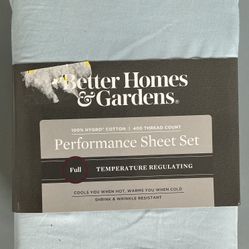 Better Homes
& Gardens®
100% HYGRO® COTTON | 400 THREAD COUNT
Performance Sheet Set
Full TEMPERATURE REGULATING
COOLS YOU WHEN HOT, WARMS YOU WHEN COLD
SHRINK & WRINKLE RESISTANT